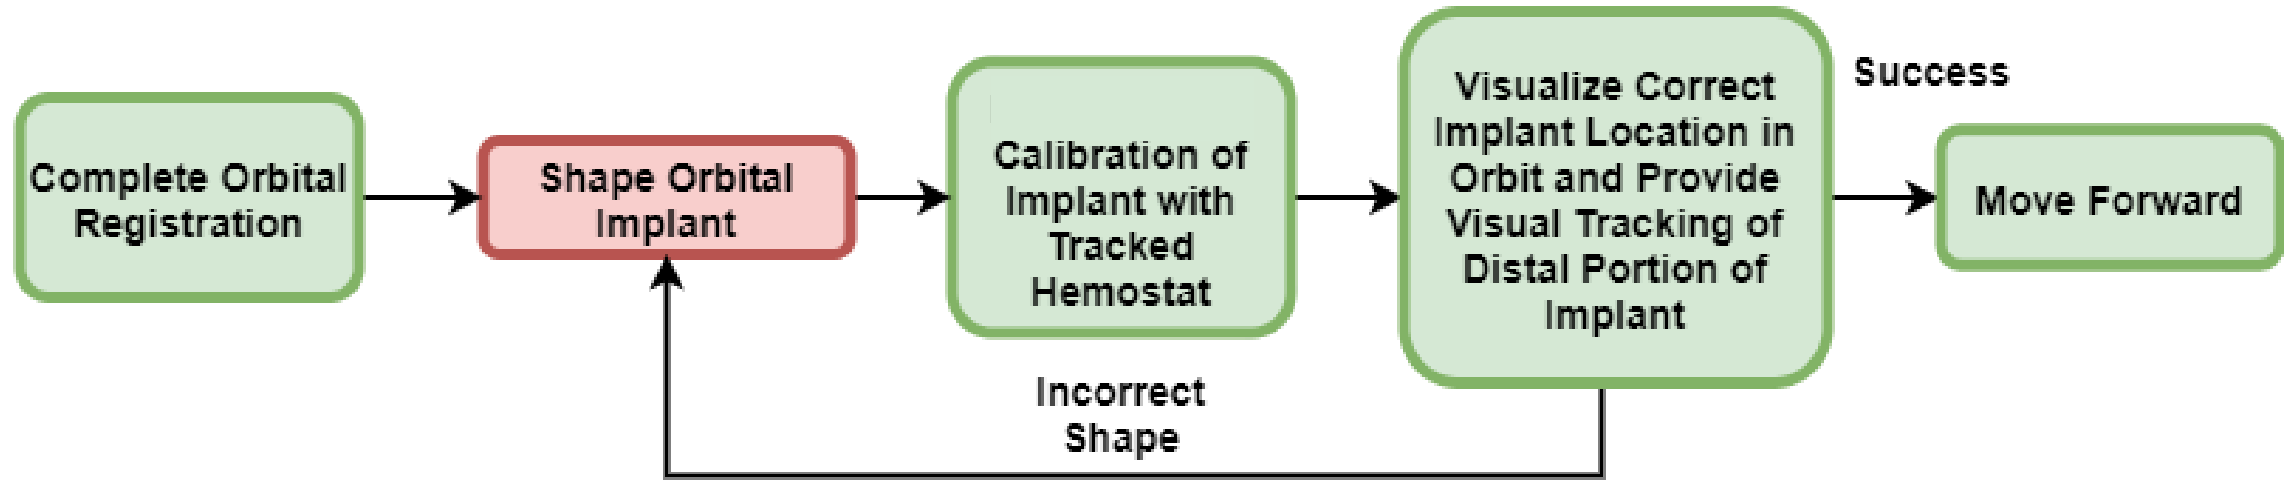 Complete Orbital
Registration
Shape Orbital
Implant
Calibration of
Implant with
Tracked
Hemostat
Visualize Correct
Implant Location in
Orbit and Provide
Visual Tracking of
Distal Portion of
Implant
Success
Move Forward
Incorrect
Shape